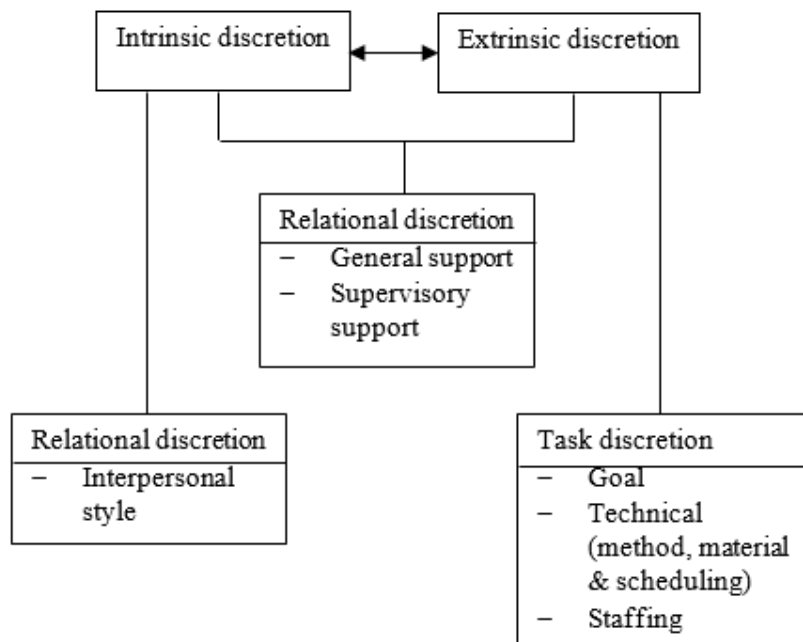 Intrinsic discretion
Extrinsic discretion
Relational discretion
– General support
– Supervisory
support
Relational discretion
– Interpersonal
style
Task discretion
– Goal
– Technical
(method, material
& scheduling)
– Staffing